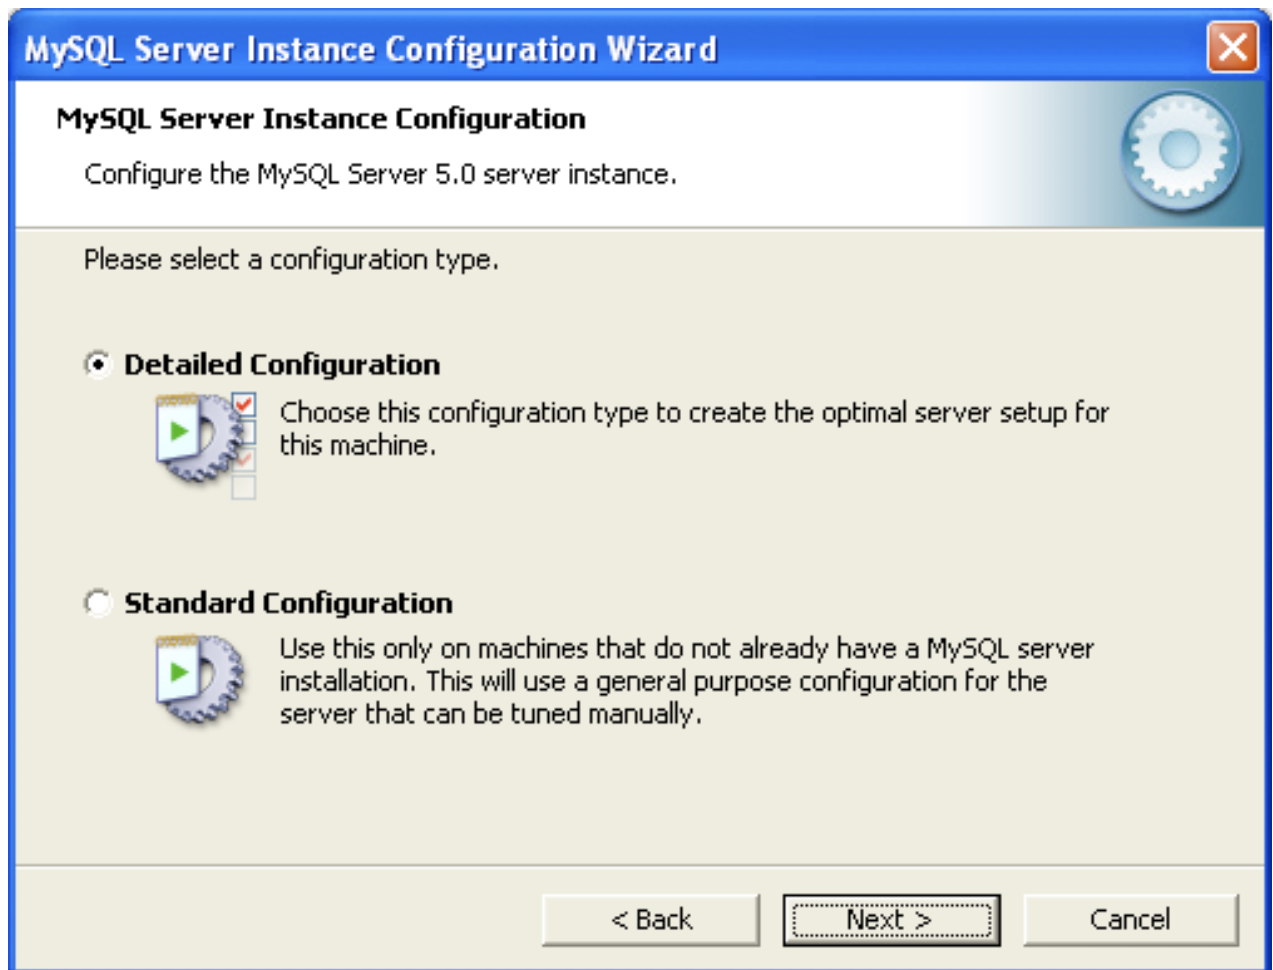 MySQL Server Instance Configuration Wizard
MySQL Server Instance Configuration
Configure the MySQL Server 5.0 server instance.
Please select a configuration type.
Detailed Configuration
Choose this configuration type to create the optimal server setup for
this machine.
Standard Configuration
Use this only on machines that do not already have a MySQL server
installation. This will use a general purpose configuration for the
server that can be tuned manually.
< Back Next > Cancel